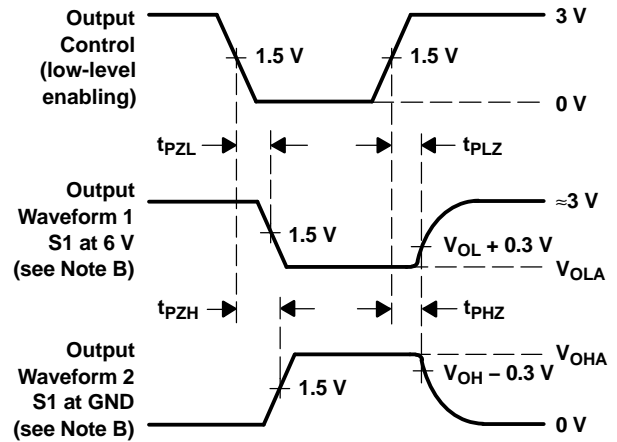 Output
Control
(low-level
enabling)
1.5 V
1.5 V
3 V
0 V
tPZL
tPLZ
Output
Waveform 1
S1 at 6 V
(see Note B)
1.5 V
≈3 V
VOL + 0.3 V
VOLA
tPZH
tPHZ
Output
Waveform 2
S1 at GND
(see Note B)
1.5 V
VOHA
VOH − 0.3 V
0 V